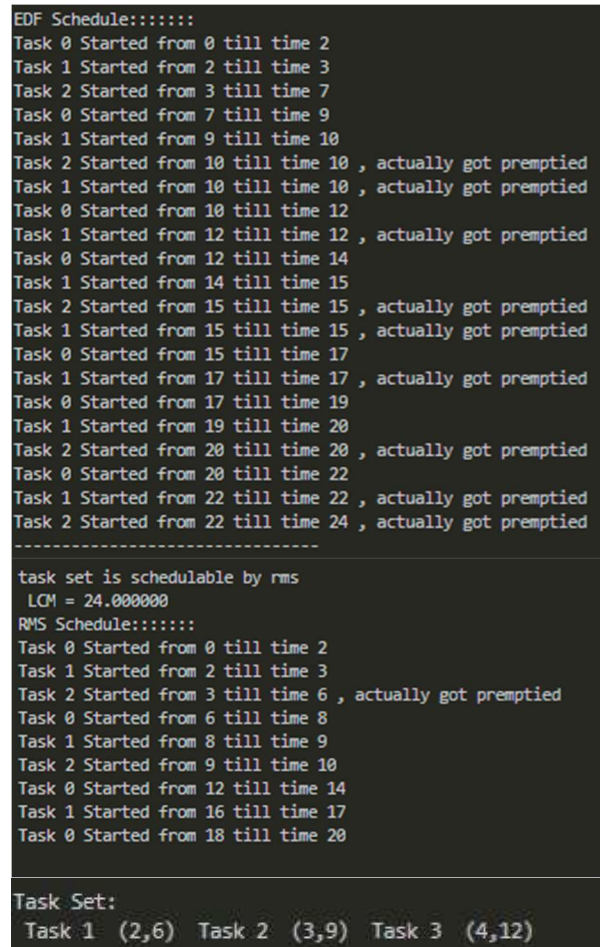 EDF Schedule:::::::
Task 0 Started from 0 till time 2
Task 1 Started from 2 till time 3
Task 2 Started from 3 till time 7
Task 0 Started from 7 till time 9
Task 1 Started from 9 till time 10
Task 2 Started from 10 till time 10 , actually got premptied
Task 1 Started from 10 till time 10 , actually got premptied
Task 0 Started from 10 till time 12
Task 1 Started from 12 till time 12 , actually got premptied
Task 0 Started from 12 till time 14
Task 1 Started from 14 till time 15
Task 2 Started from 15 till time 15 , actually got premptied
Task 1 Started from 15 till time 15 , actually got premptied
Task 0 Started from 15 till time 17
Task 1 Started from 17 till time 17 , actually got premptied
Task 0 Started from 17 till time 19
Task 1 Started from 19 till time 20
Task 2 Started from 20 till time 20 , actually got premptied
Task 0 Started from 20 till time 22
Task 1 Started from 22 till time 22 , actually got premptied
Task 2 Started from 22 till time 24 , actually got premptied
--------------------------------
task set is schedulable by rms
LCM = 24.000000
RMS Schedule:::::::
Task 0 Started from 0 till time 2
Task 1 Started from 2 till time 3
Task 2 Started from 3 till time 6 , actually got premptied
Task 0 Started from 6 till time 8
Task 1 Started from 8 till time 9
Task 2 Started from 9 till time 10
Task 0 Started from 12 till time 14
Task 1 Started from 16 till time 17
Task 0 Started from 18 till time 20
Task Set:
Task 1 (2,6) Task 2 (3,9) Task 3 (4,12)